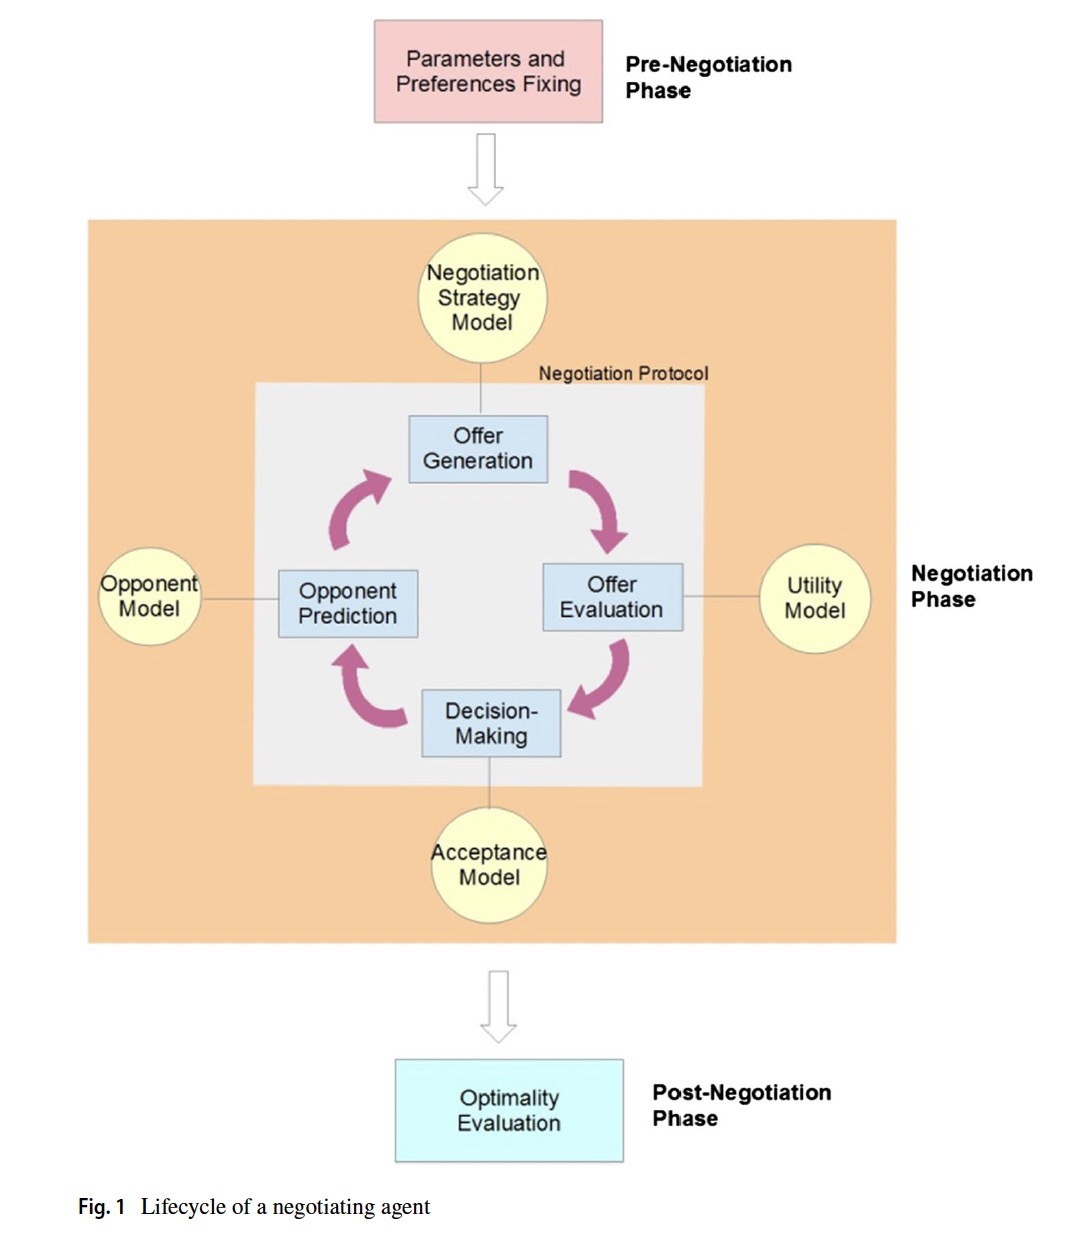 Parameters and
Preferences Fixing
Pre-Negotiation
Phase
Negotiation
Strategy
Model
Negotiation Protocol
Offer
Generation
Opponent
Model
Opponent
Prediction
Offer
Evaluation
Utility
Model
Negotiation
Phase
Decision-
Making
Acceptance
Model
Optimality
Evaluation
Post-Negotiation
Phase
Fig. 1 Lifecycle of a negotiating agent